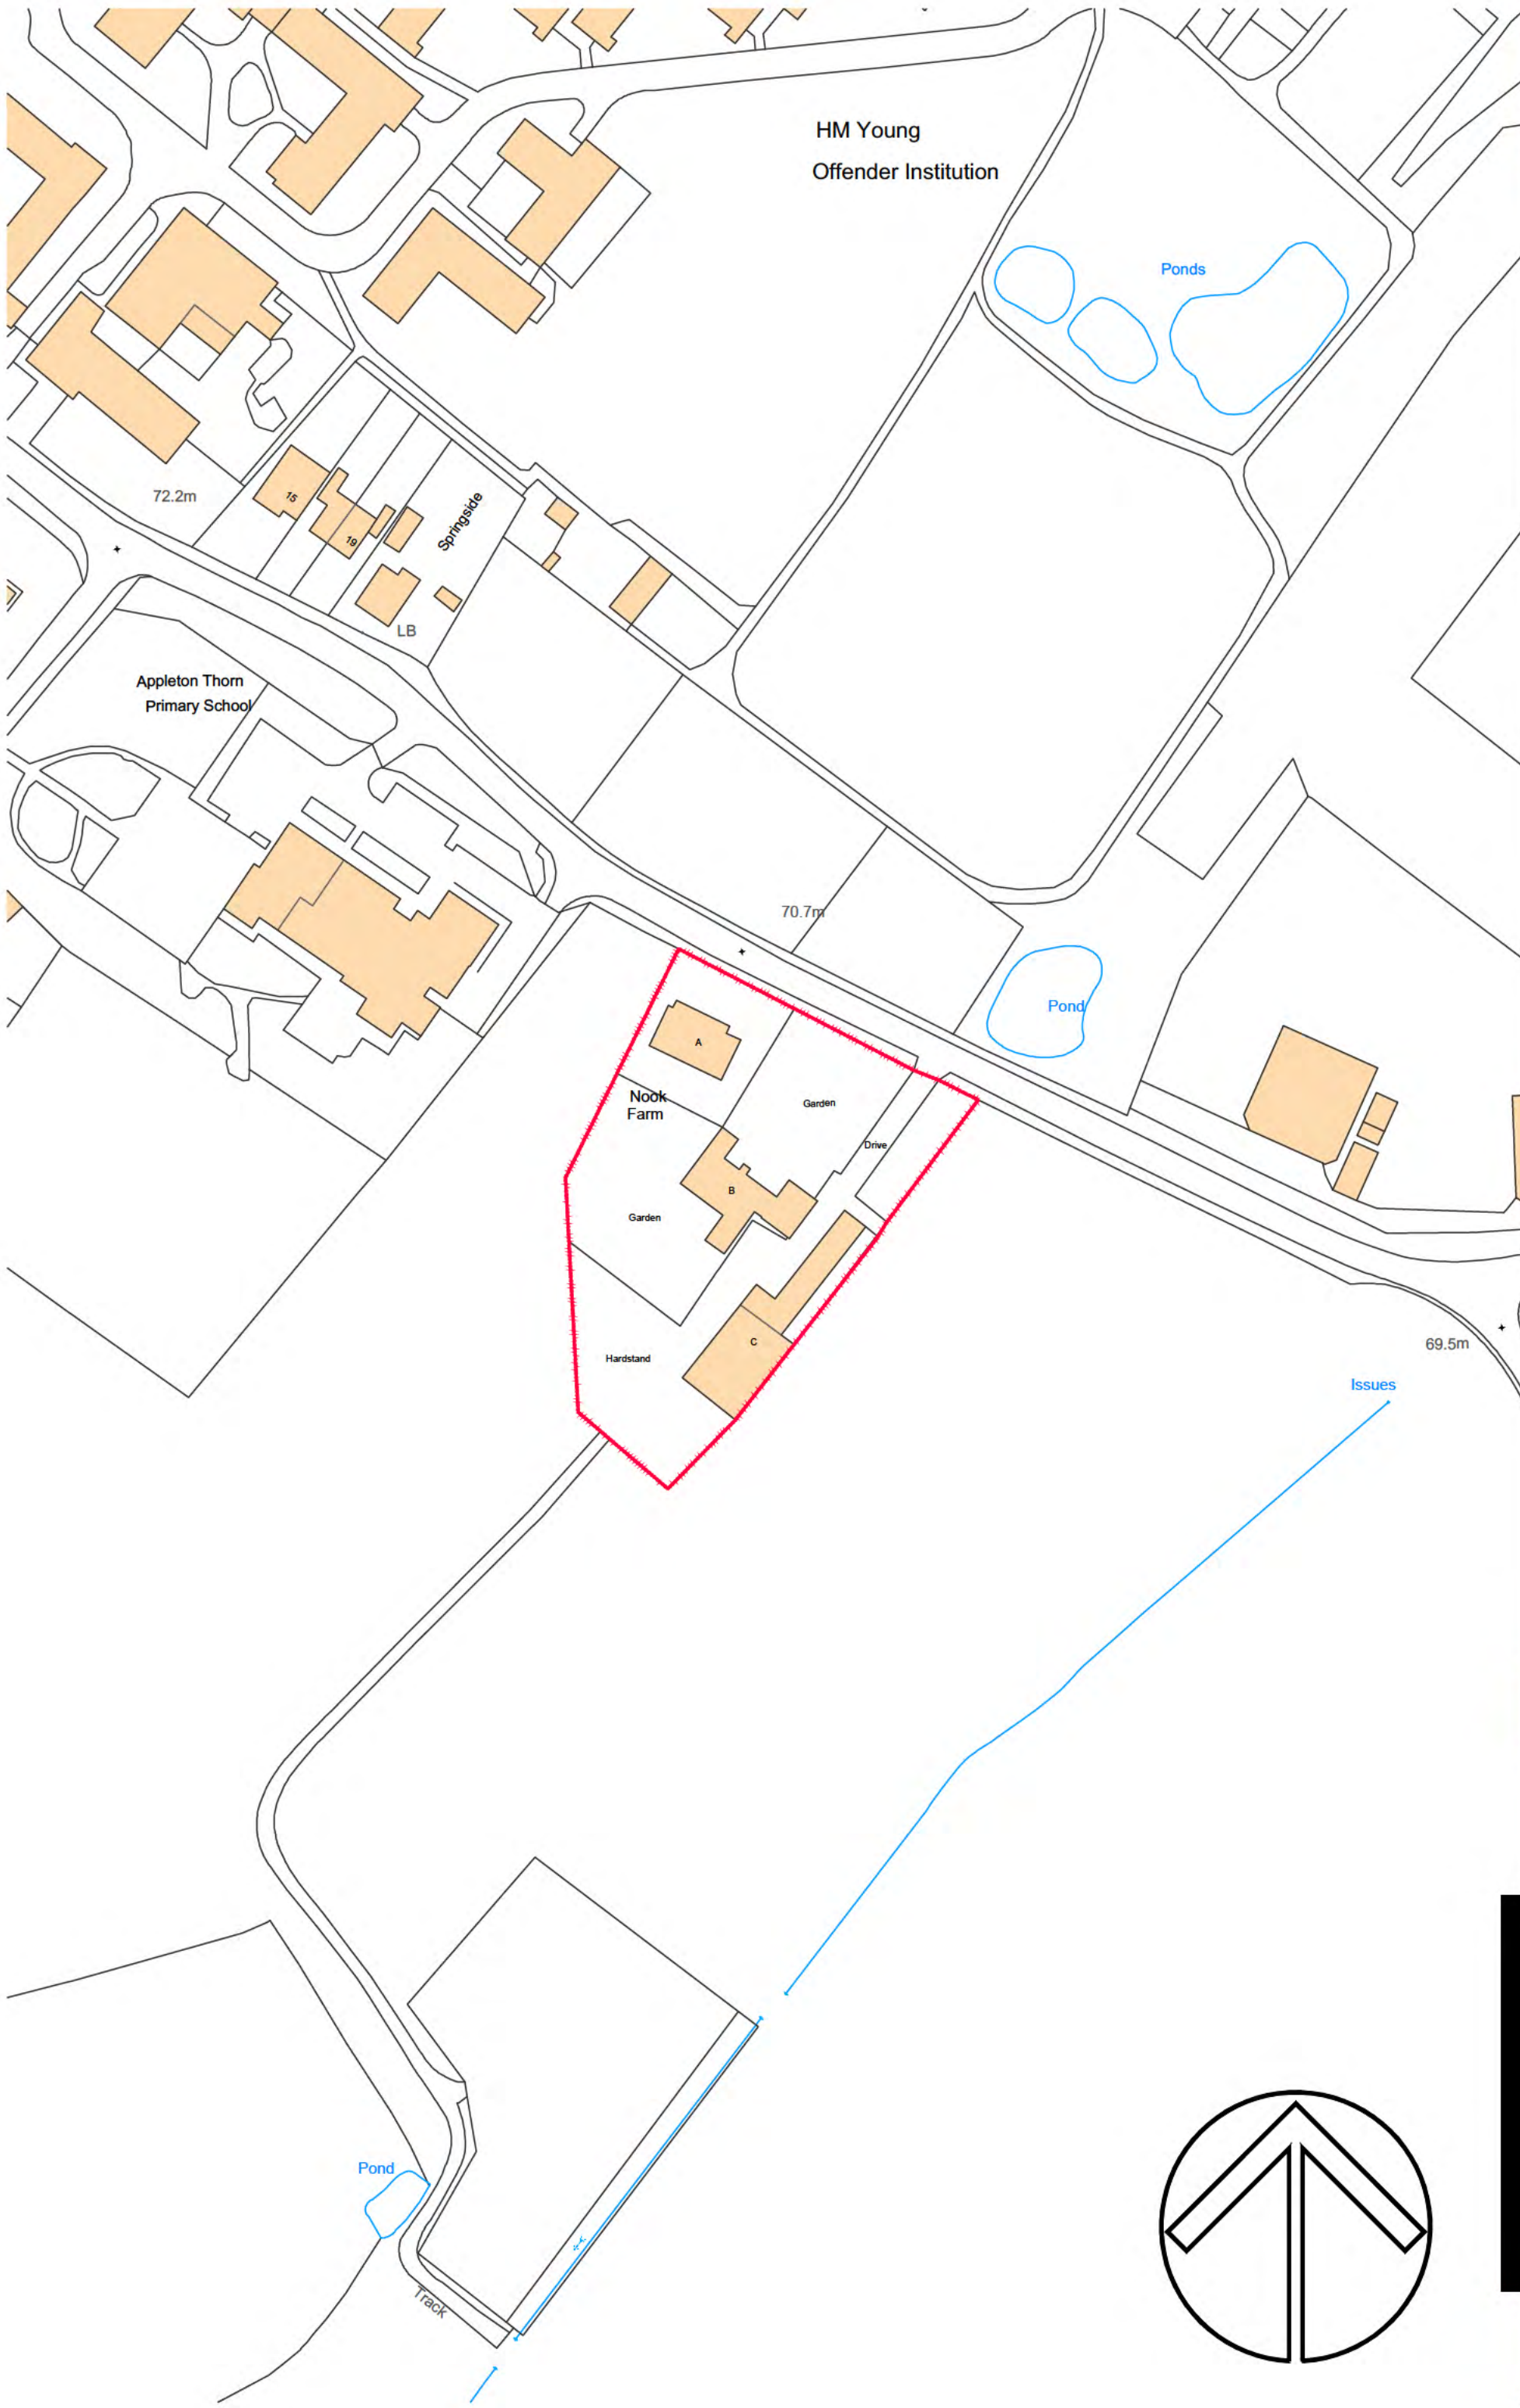 HM Young
Offender Institution
Ponds
72.2m
15
19
Springside
LB
Appleton Thorn
Primary School
70.7m
Pond
A
Nook
Farm
Garden
Drive
B
Garden
C
Hardstand
69.5m
Issues
Pond
Track